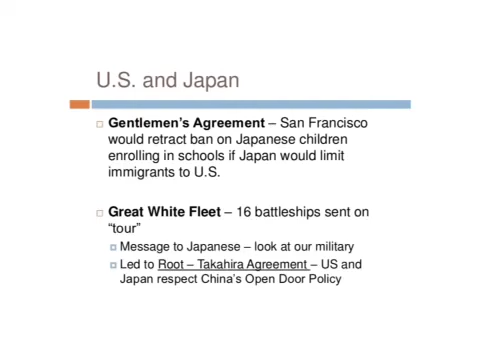 U.S. and Japan
Gentlemen's Agreement – San Francisco
would retract ban on Japanese children
enrolling in schools if Japan would limit
immigrants to U.S.
Great White Fleet – 16 battleships sent on
“tour”
Message to Japanese – look at our military
Led to Root – Takahira Agreement – US and
Japan respect China's Open Door Policy